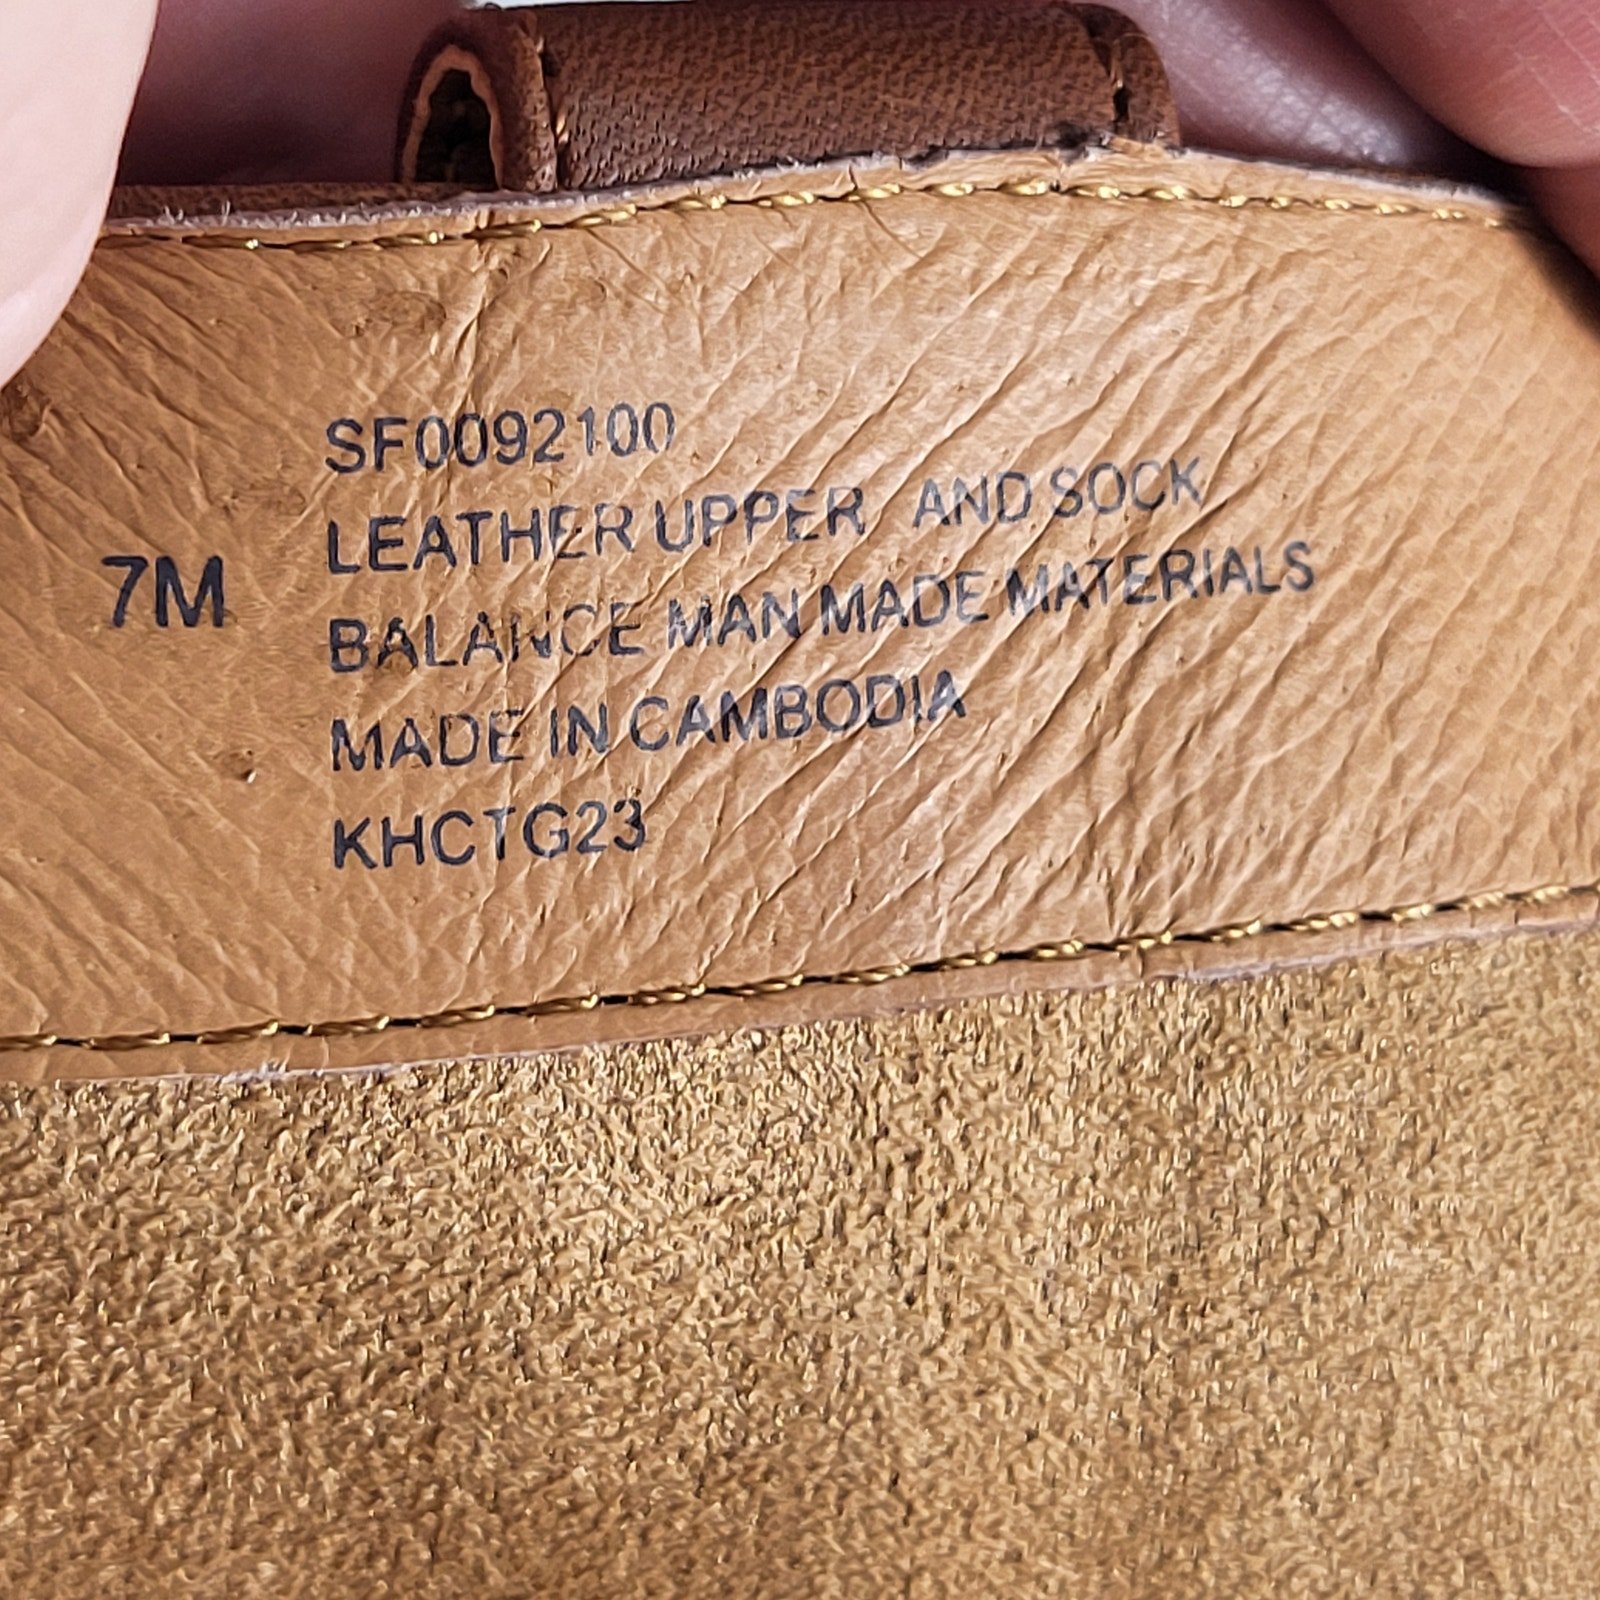 7M
SF0092100
LEATHER UPPER AND SOCK
BALANCE MAN MADE MATERIALS
MADE IN CAMBODIA
KHCTG23